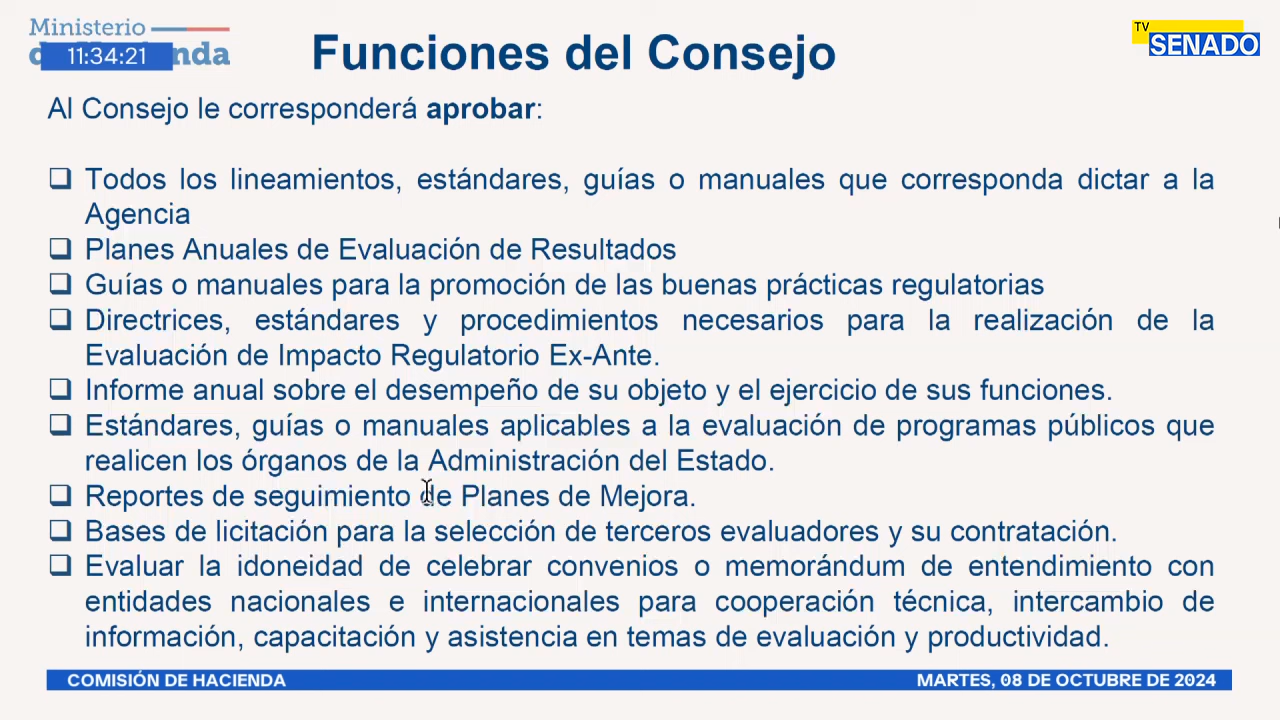 Ministerio
11:34:21
nda
Funciones del Consejo
TV
SENADO
Al Consejo le corresponderá aprobar:
Todos los lineamientos, estándares, guías o manuales que corresponda dictar a la
Agencia
Planes Anuales de Evaluación de Resultados
Guías o manuales para la promoción de las buenas prácticas regulatorias
Directrices, estándares y procedimientos necesarios para la realización de la
Evaluación de Impacto Regulatorio Ex-Ante.
Informe anual sobre el desempeño de su objeto y el ejercicio de sus funciones.
Estándares, guías o manuales aplicables a la evaluación de programas públicos que
realicen los órganos de la Administración del Estado.
Reportes de seguimiento de Planes de Mejora.
Bases de licitación para la selección de terceros evaluadores y su contratación.
Evaluar la idoneidad de celebrar convenios o memorándum de entendimiento con
entidades nacionales e internacionales para cooperación técnica, intercambio de
información, capacitación y asistencia en temas de evaluación y productividad.
COMISIÓN DE HACIENDA
MARTES, 08 DE OCTUBRE DE 2024